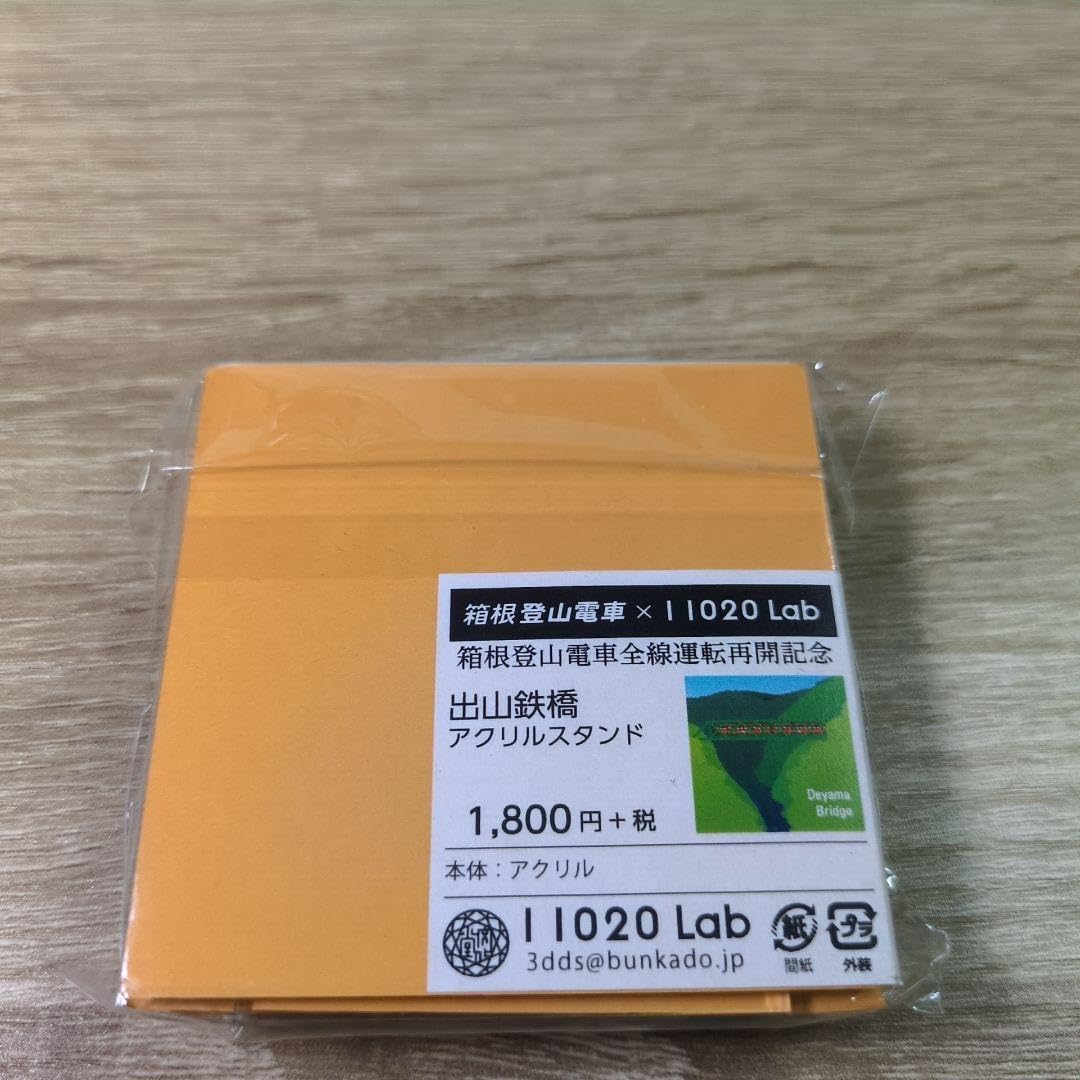 箱根登山電車×11020 Lab
箱根登山電車全線運転再開記念
出山鉄橋
アクリルスタンド
Deyama
Bridge
1,800円+税
本体:アクリル
11020 Lab
3dds@bunkado.jp
紙
間紙
プラ
外装